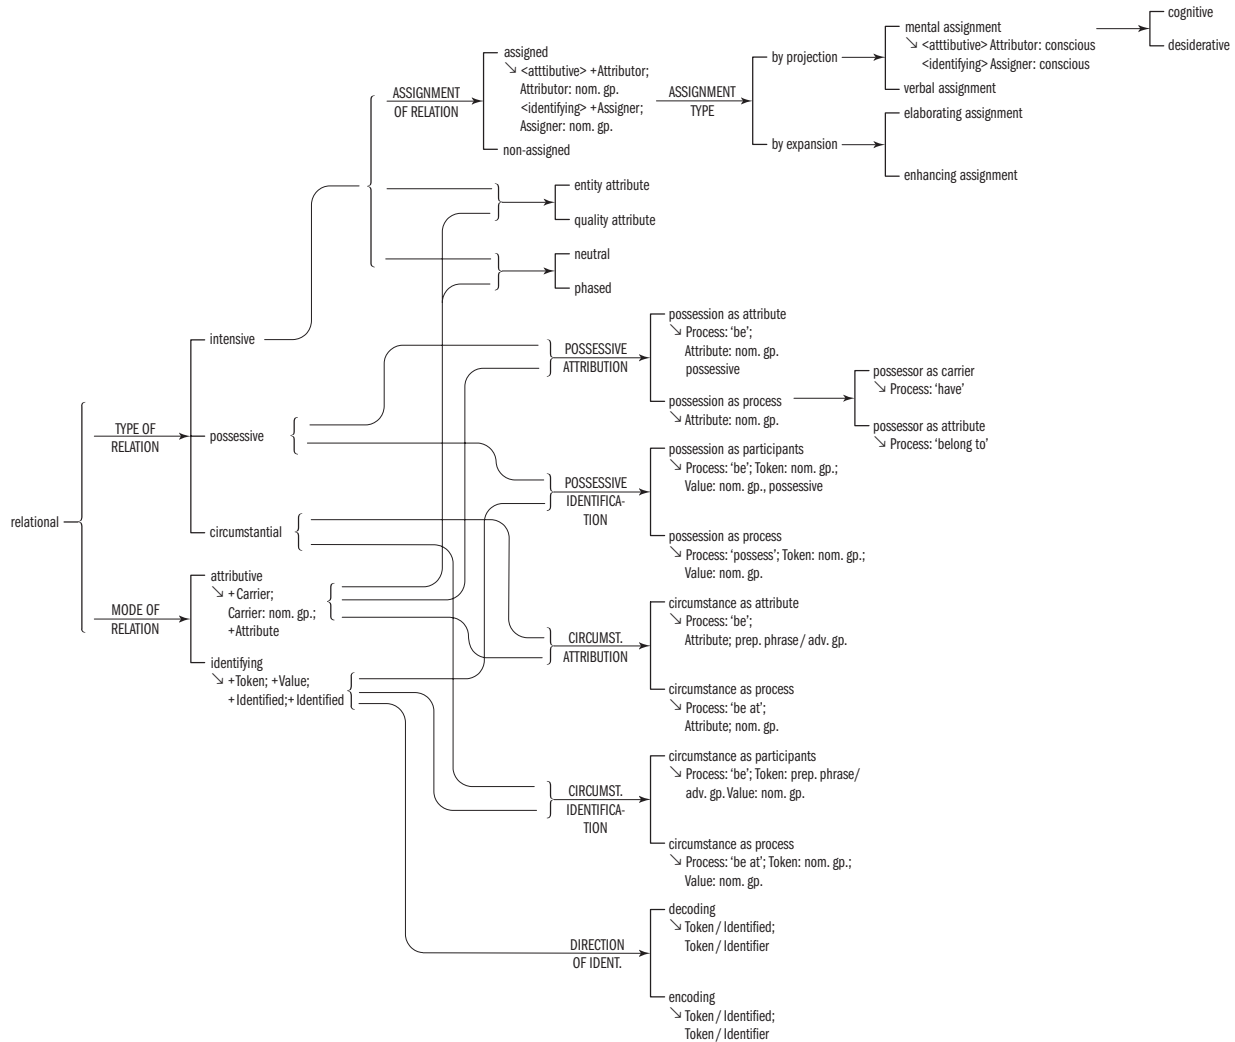 cognitive
desiderative
mental assignment
↘ <atttibutive> Attributor: conscious
<identifying> Assigner: conscious
by projection
verbal assignment
assigned
↘ <atttibutive> +Attributor;
Attributor: nom. gp.
<identifying> +Assigner;
Assigner: nom. gp.
ASSIGNMENT
OF RELATION
ASSIGNMENT
TYPE
elaborating assignment
by expansion
non-assigned
enhancing assignment
entity attribute
quality attribute
neutral
phased
intensive
possession as attribute
↘ Process: ‘be’;
Attribute: nom. gp.
possessive
POSSESSIVE
ATTRIBUTION
possession as process
↘ Attribute: nom. gp.
possessor as carrier
↘ Process: ‘have’
possessor as attribute
↘ Process: ‘belong to’
TYPE OF
RELATION
possessive
possession as participants
↘ Process: ‘be’; Token: nom. gp.;
Value: nom. gp., possessive
POSSESSIVE
IDENTIFICA-
TION
relational
circumstantial
possession as process
↘ Process: ‘possess’; Token: nom. gp.;
Value: nom. gp.
attributive
↘ +Carrier;
Carrier: nom. gp.;
+Attribute
MODE OF
RELATION
circumstance as attribute
↘ Process: ‘be’;
Attribute; prep. phrase / adv. gp.
CIRCUMST.
ATTRIBUTION
identifying
↘ +Token; +Value;
+Identified;+Identified
circumstance as process
↘ Process: ‘be at’;
Attribute; nom. gp.
circumstance as participants
↘ Process: ‘be’; Token: prep. phrase/
adv. gp. Value: nom. gp.
CIRCUMST.
IDENTIFICA-
TION
circumstance as process
↘ Process: ‘be at’; Token: nom. gp.;
Value: nom. gp.
decoding
↘ Token / Identified;
Token / Identifier
DIRECTION
OF IDENT.
encoding
↘ Token / Identified;
Token / Identifier